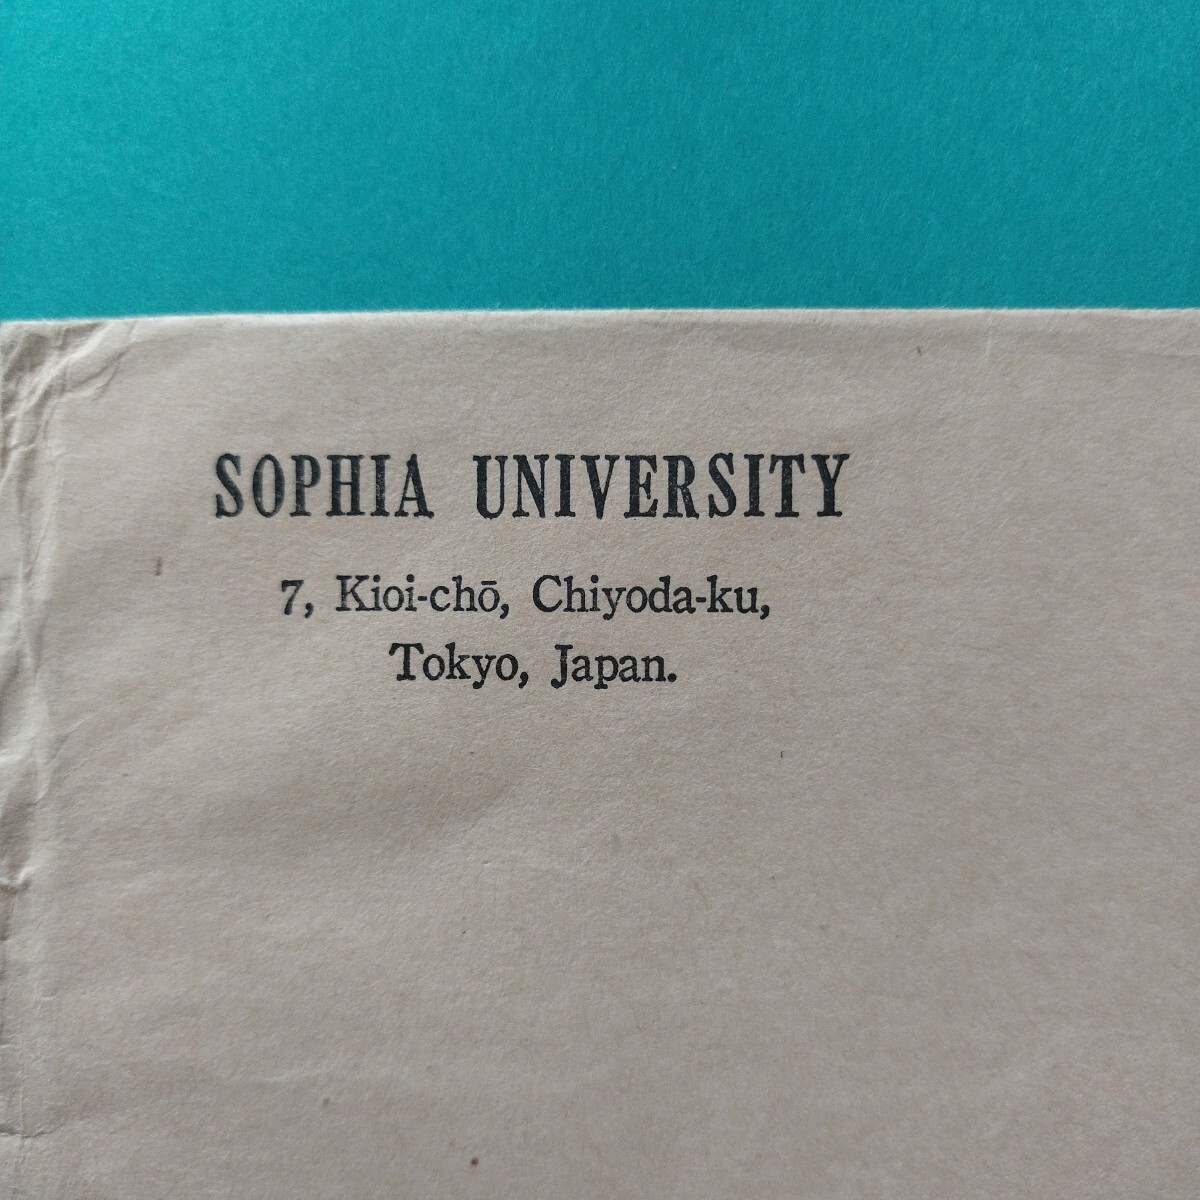 SOPHIA UNIVERSITY
7, Kioi-chō, Chiyoda-ku,
Tokyo, Japan.